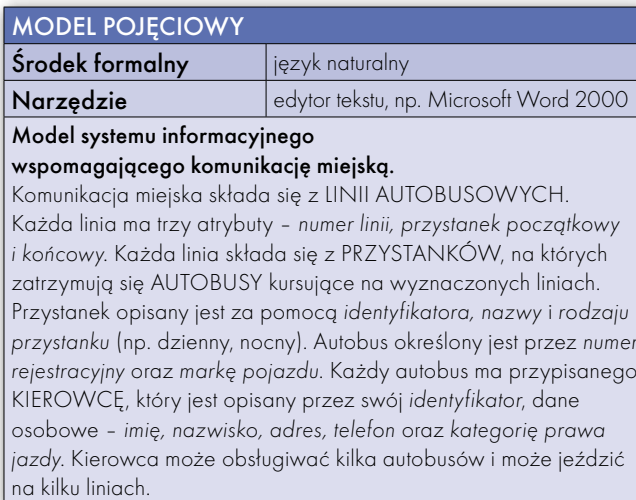 MODEL POJĘCIOWY
Środek formalny język naturalny
Narzędzie edytor tekstu, np. Microsoft Word 2000
Model systemu informacyjnego
wspomagającego komunikację miejską.
Komunikacja miejska składa się z LINII AUTOBUSOWYCH.
Każda linia ma trzy atrybuty – numer linii, przystanek początkowy
i końcowy. Każda linia składa się z PRZYSTANKÓW, na których
zatrzymują się AUTOBUSY kursujące na wyznaczonych liniach.
Przystanek opisany jest za pomocą identyfikatora, nazwy i rodzaju
przystanku (np. dzienny, nocny). Autobus określony jest przez numer
rejestracyjny oraz markę pojazdu. Każdy autobus ma przypisanego
KIEROWCĘ, który jest opisany przez swój identyfikator, dane
osobowe – imię, nazwisko, adres, telefon oraz kategorię prawa
jazdy. Kierowca może obsługiwać kilka autobusów i może jeździć
na kilku liniach.